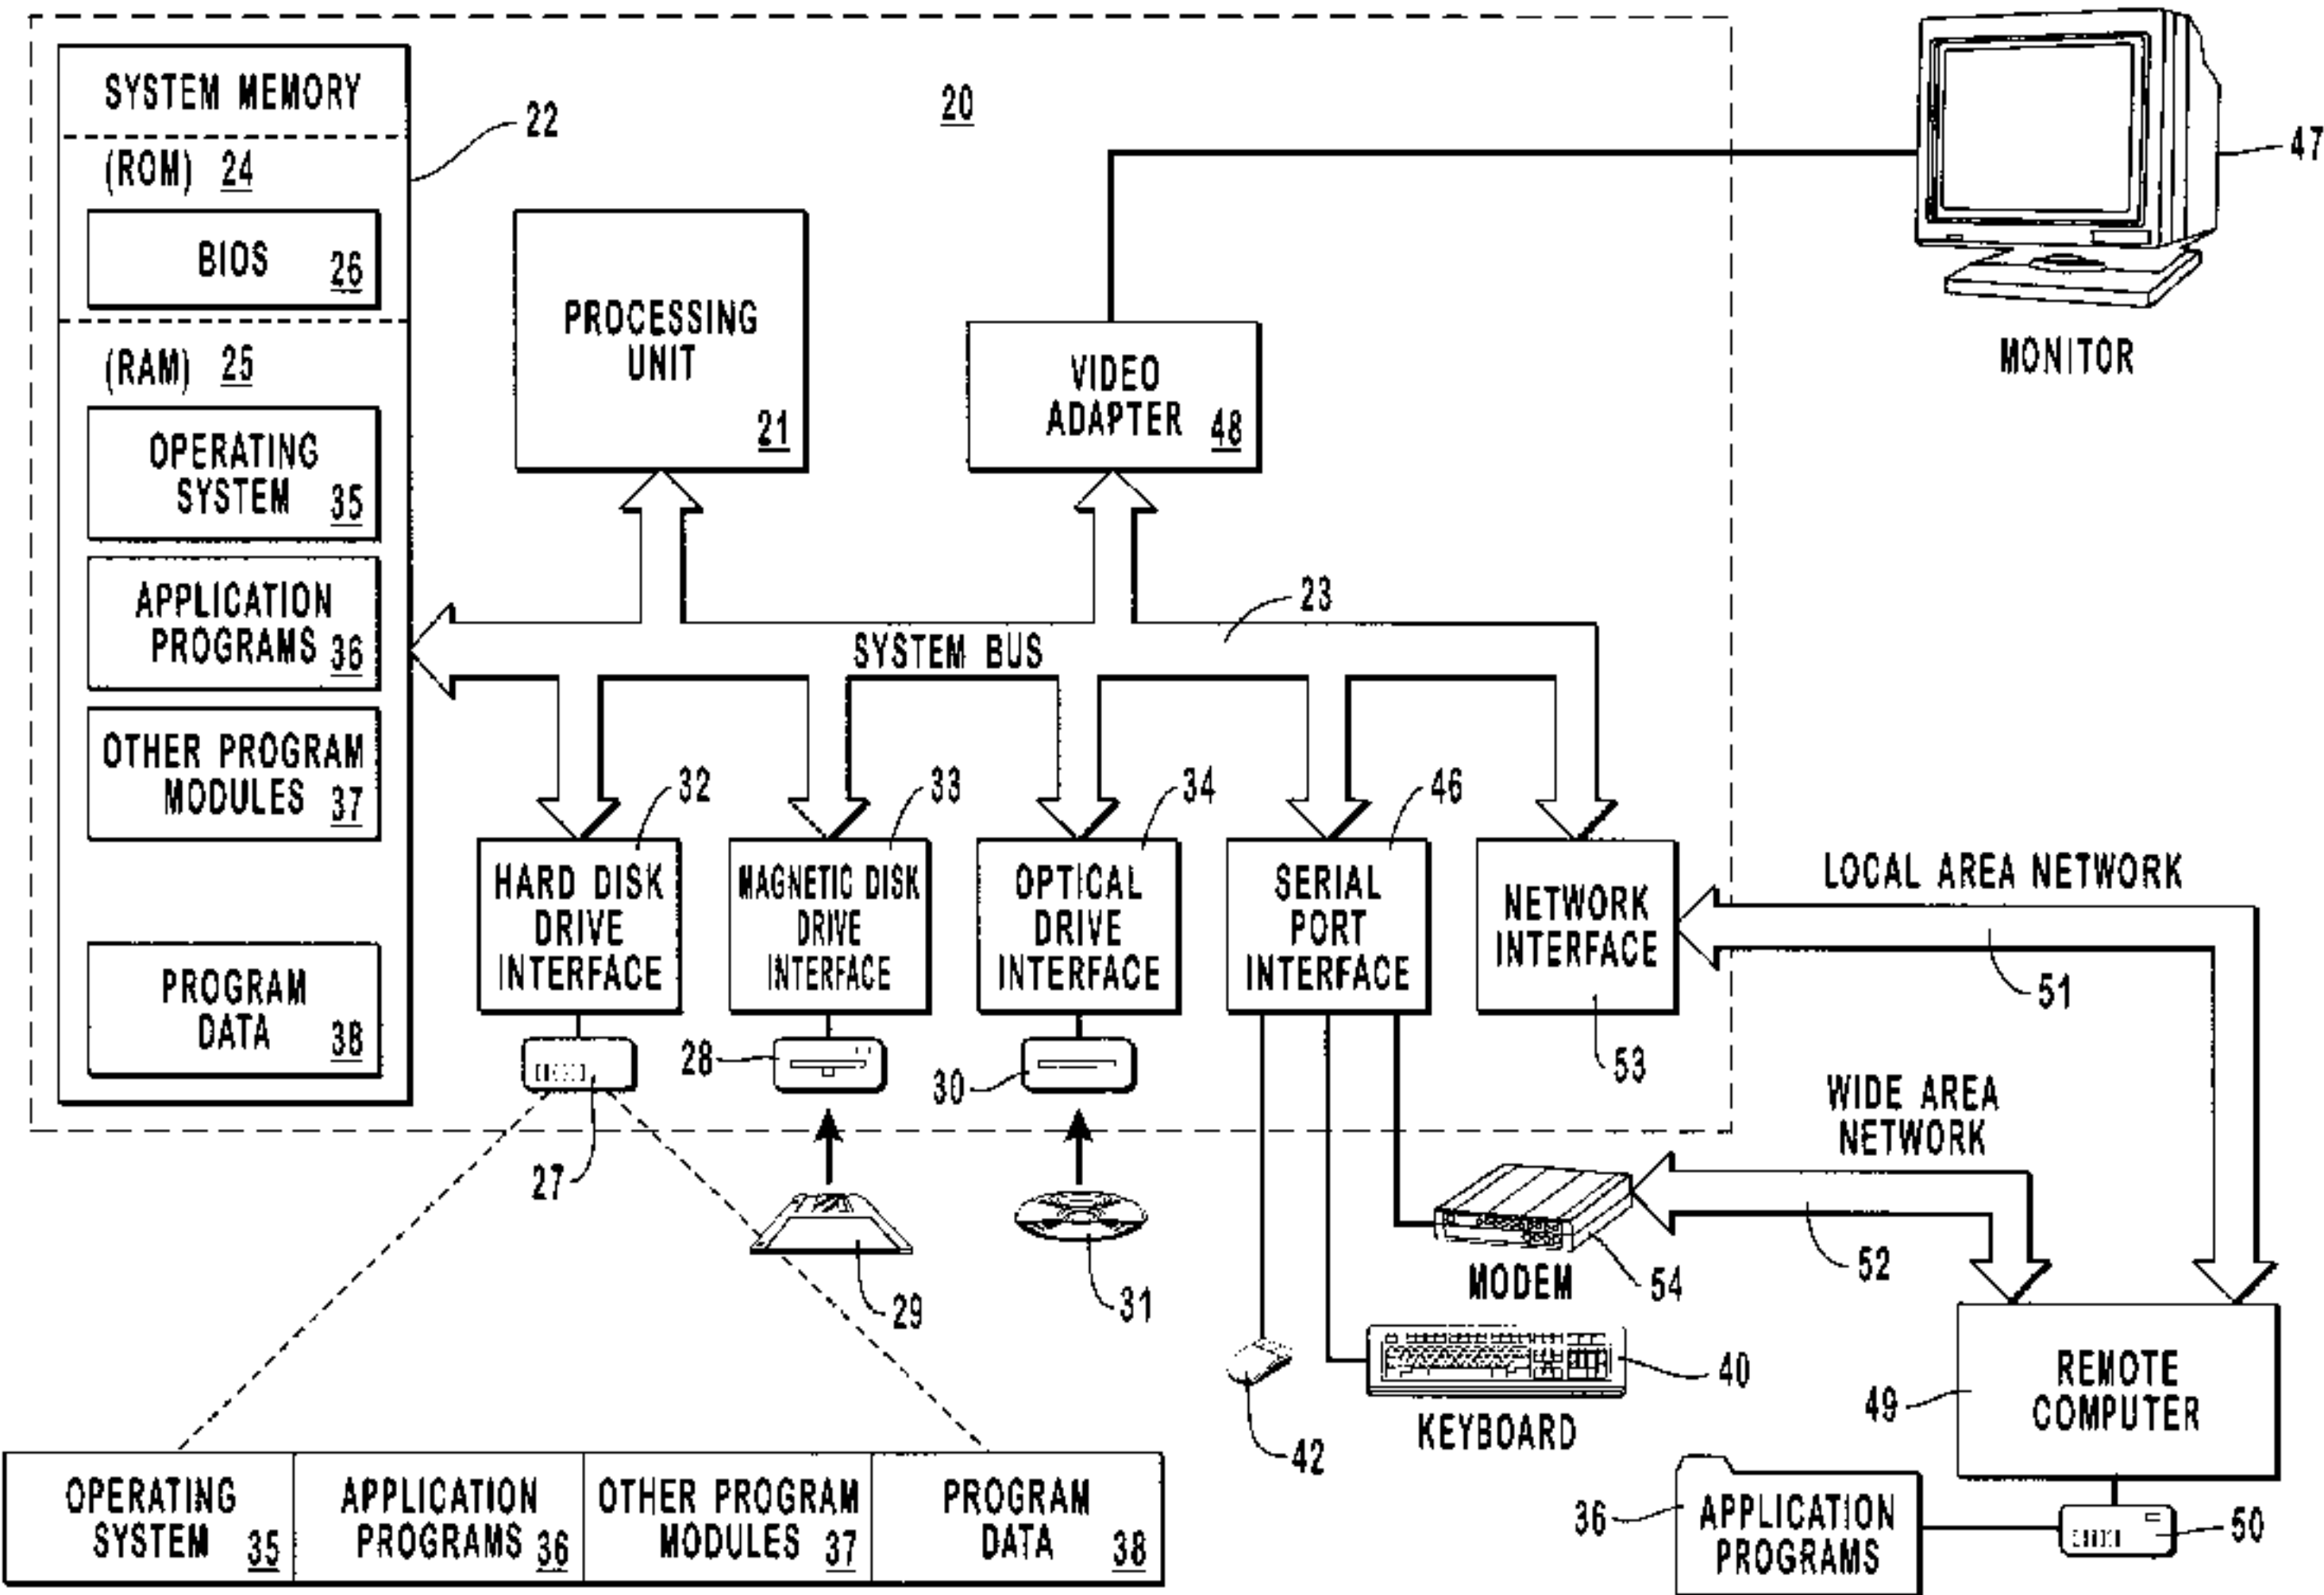 SYSTEM MEMORY
22
20
47
(ROM) 24
BIOS
26
PROCESSING
UNIT
21
VIDEO
ADAPTER 48
MONITOR
(RAM) 25
OPERATING
SYSTEM
35
APPLICATION
PROGRAMS
36
OTHER PROGRAM
MODULES
37
PROGRAM
DATA
38
SYSTEM BUS
23
32
33
34
46
HARD DISK
DRIVE
INTERFACE
MAGNETIC DISK
DRIVE
INTERFACE
OPTICAL
DRIVE
INTERFACE
SERIAL
PORT
INTERFACE
NETWORK
INTERFACE
53
LOCAL AREA NETWORK
51
28
30
27
29
31
WIDE AREA
NETWORK
52
MODEM
54
42
40
KEYBOARD
49
REMOTE
COMPUTER
50
36
APPLICATION
PROGRAMS
OPERATING
SYSTEM 35
APPLICATION
PROGRAMS 36
OTHER PROGRAM
MODULES 37
PROGRAM
DATA 38